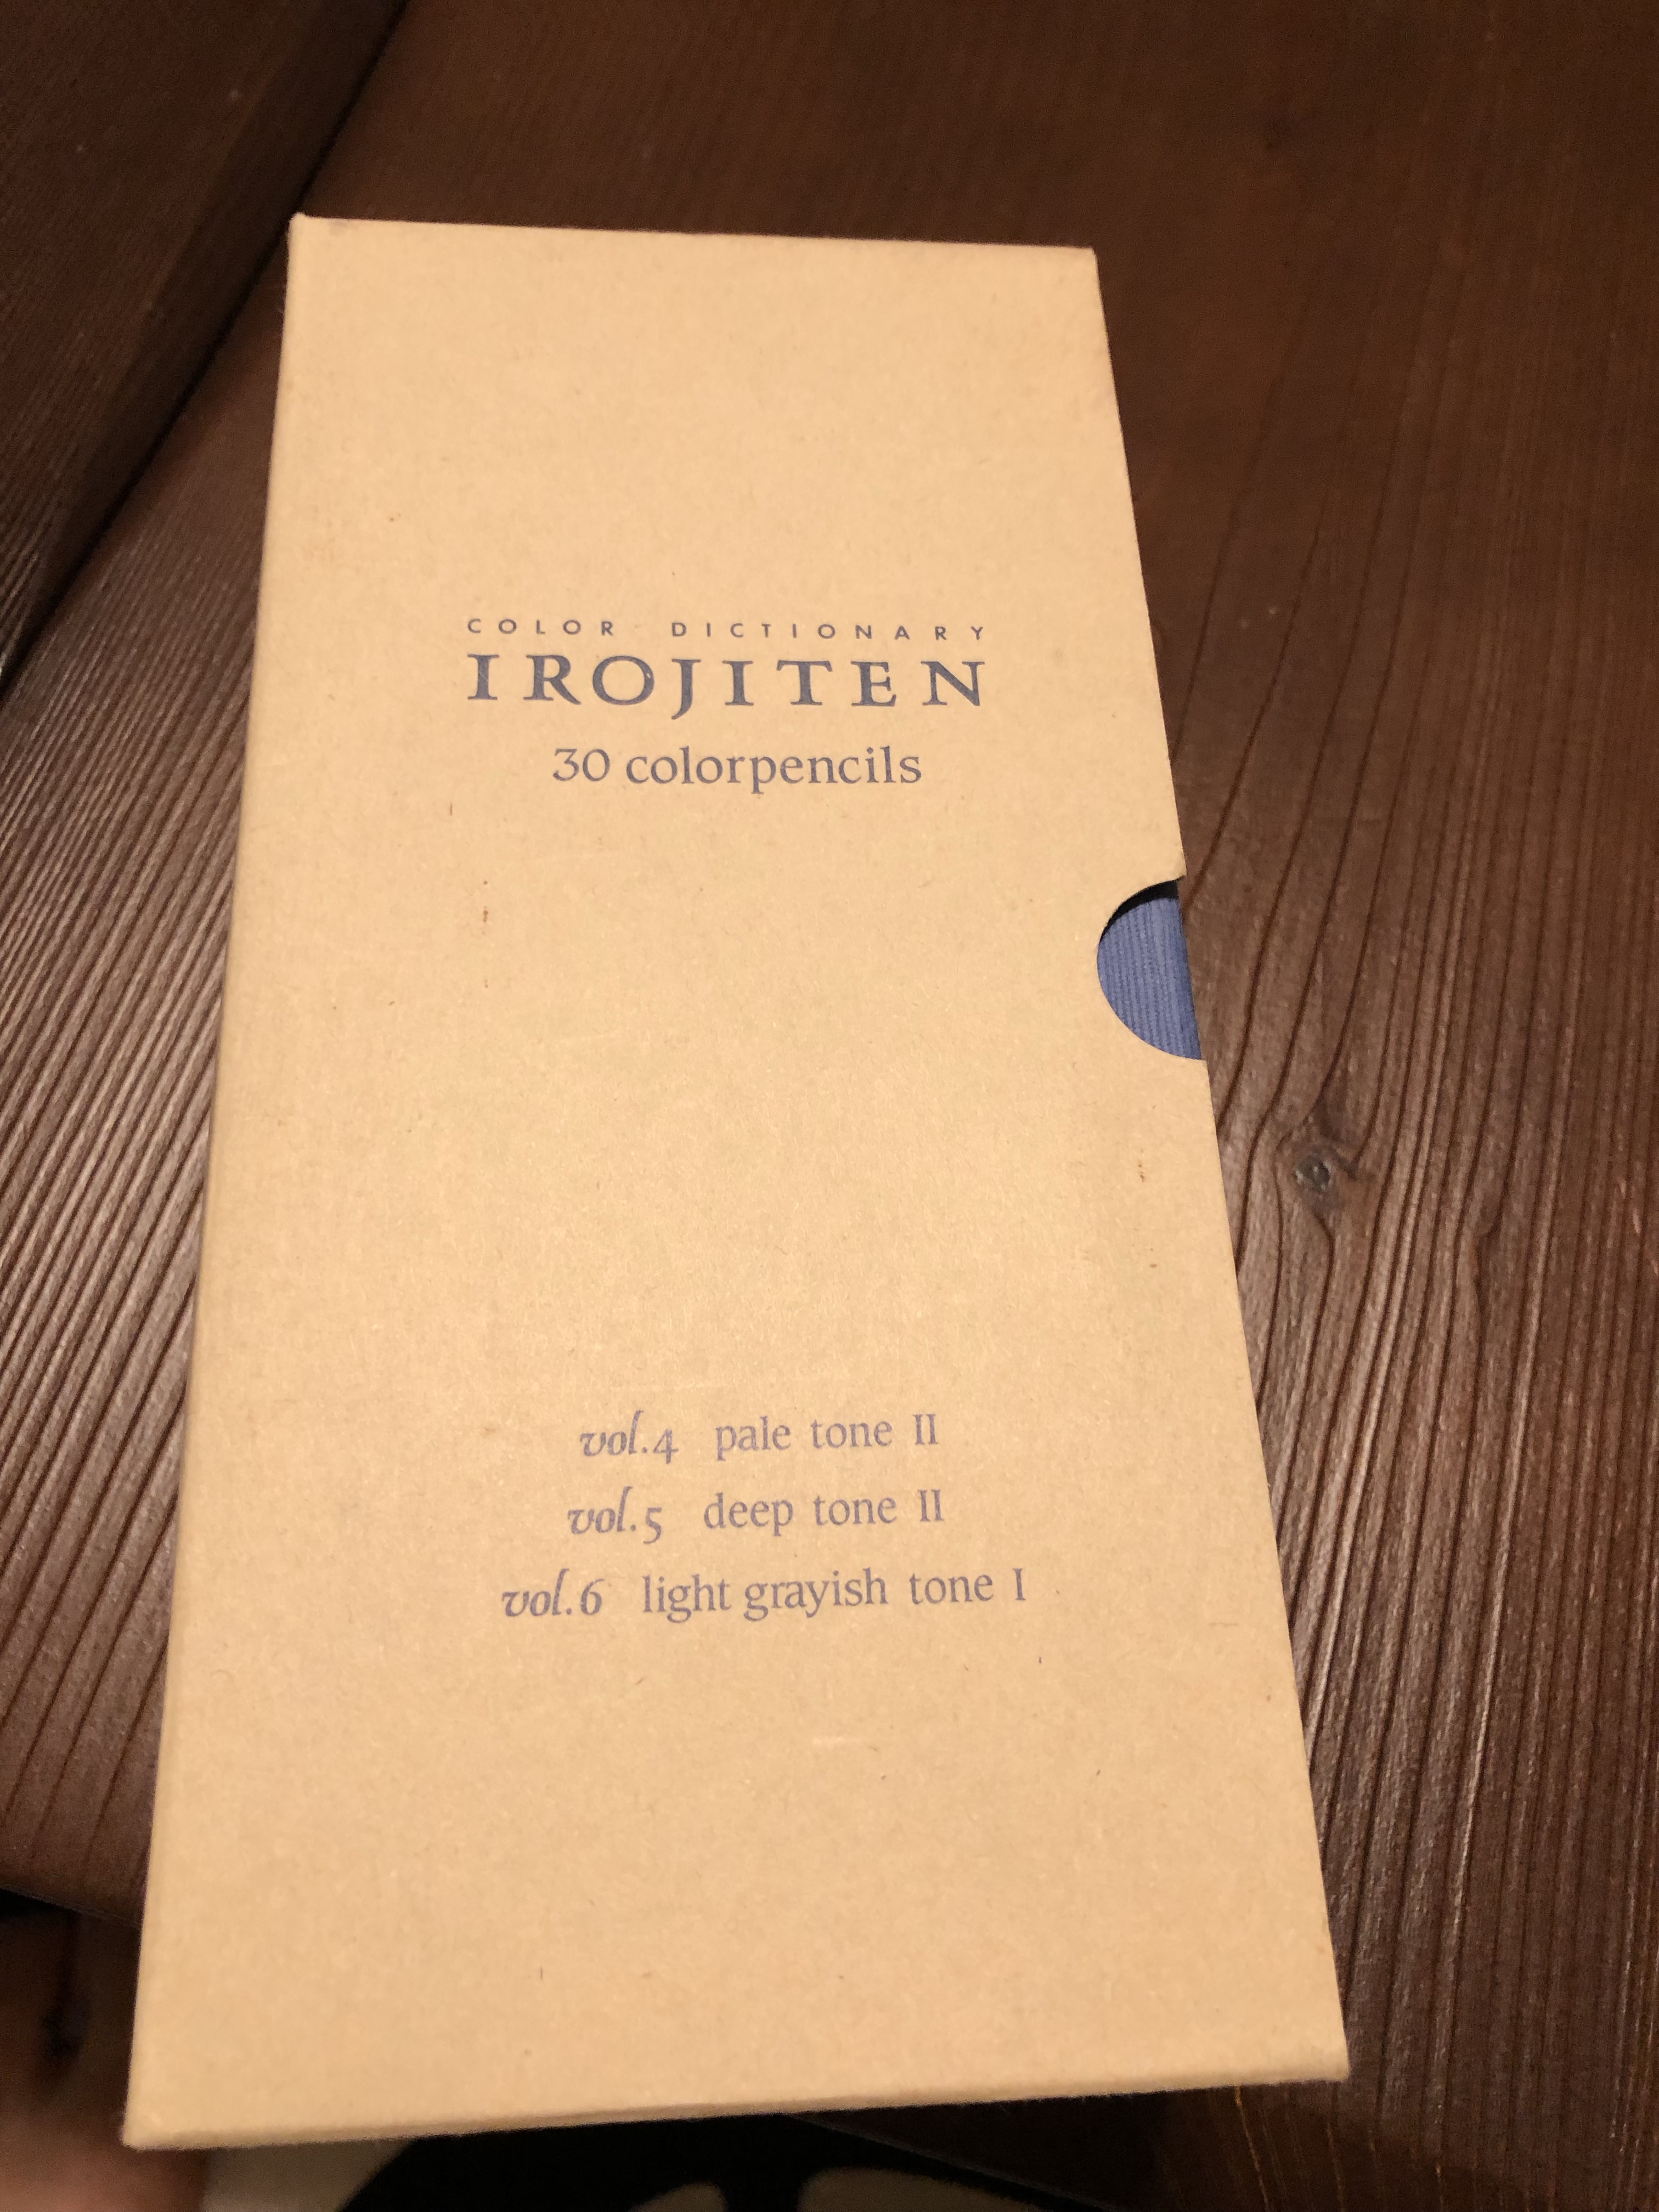 COLOR DICTIONARY
IROJITEN
30 colorpencils
vol.4 pale tone II
vol.5 deep tone II
vol.6 light grayish tone I